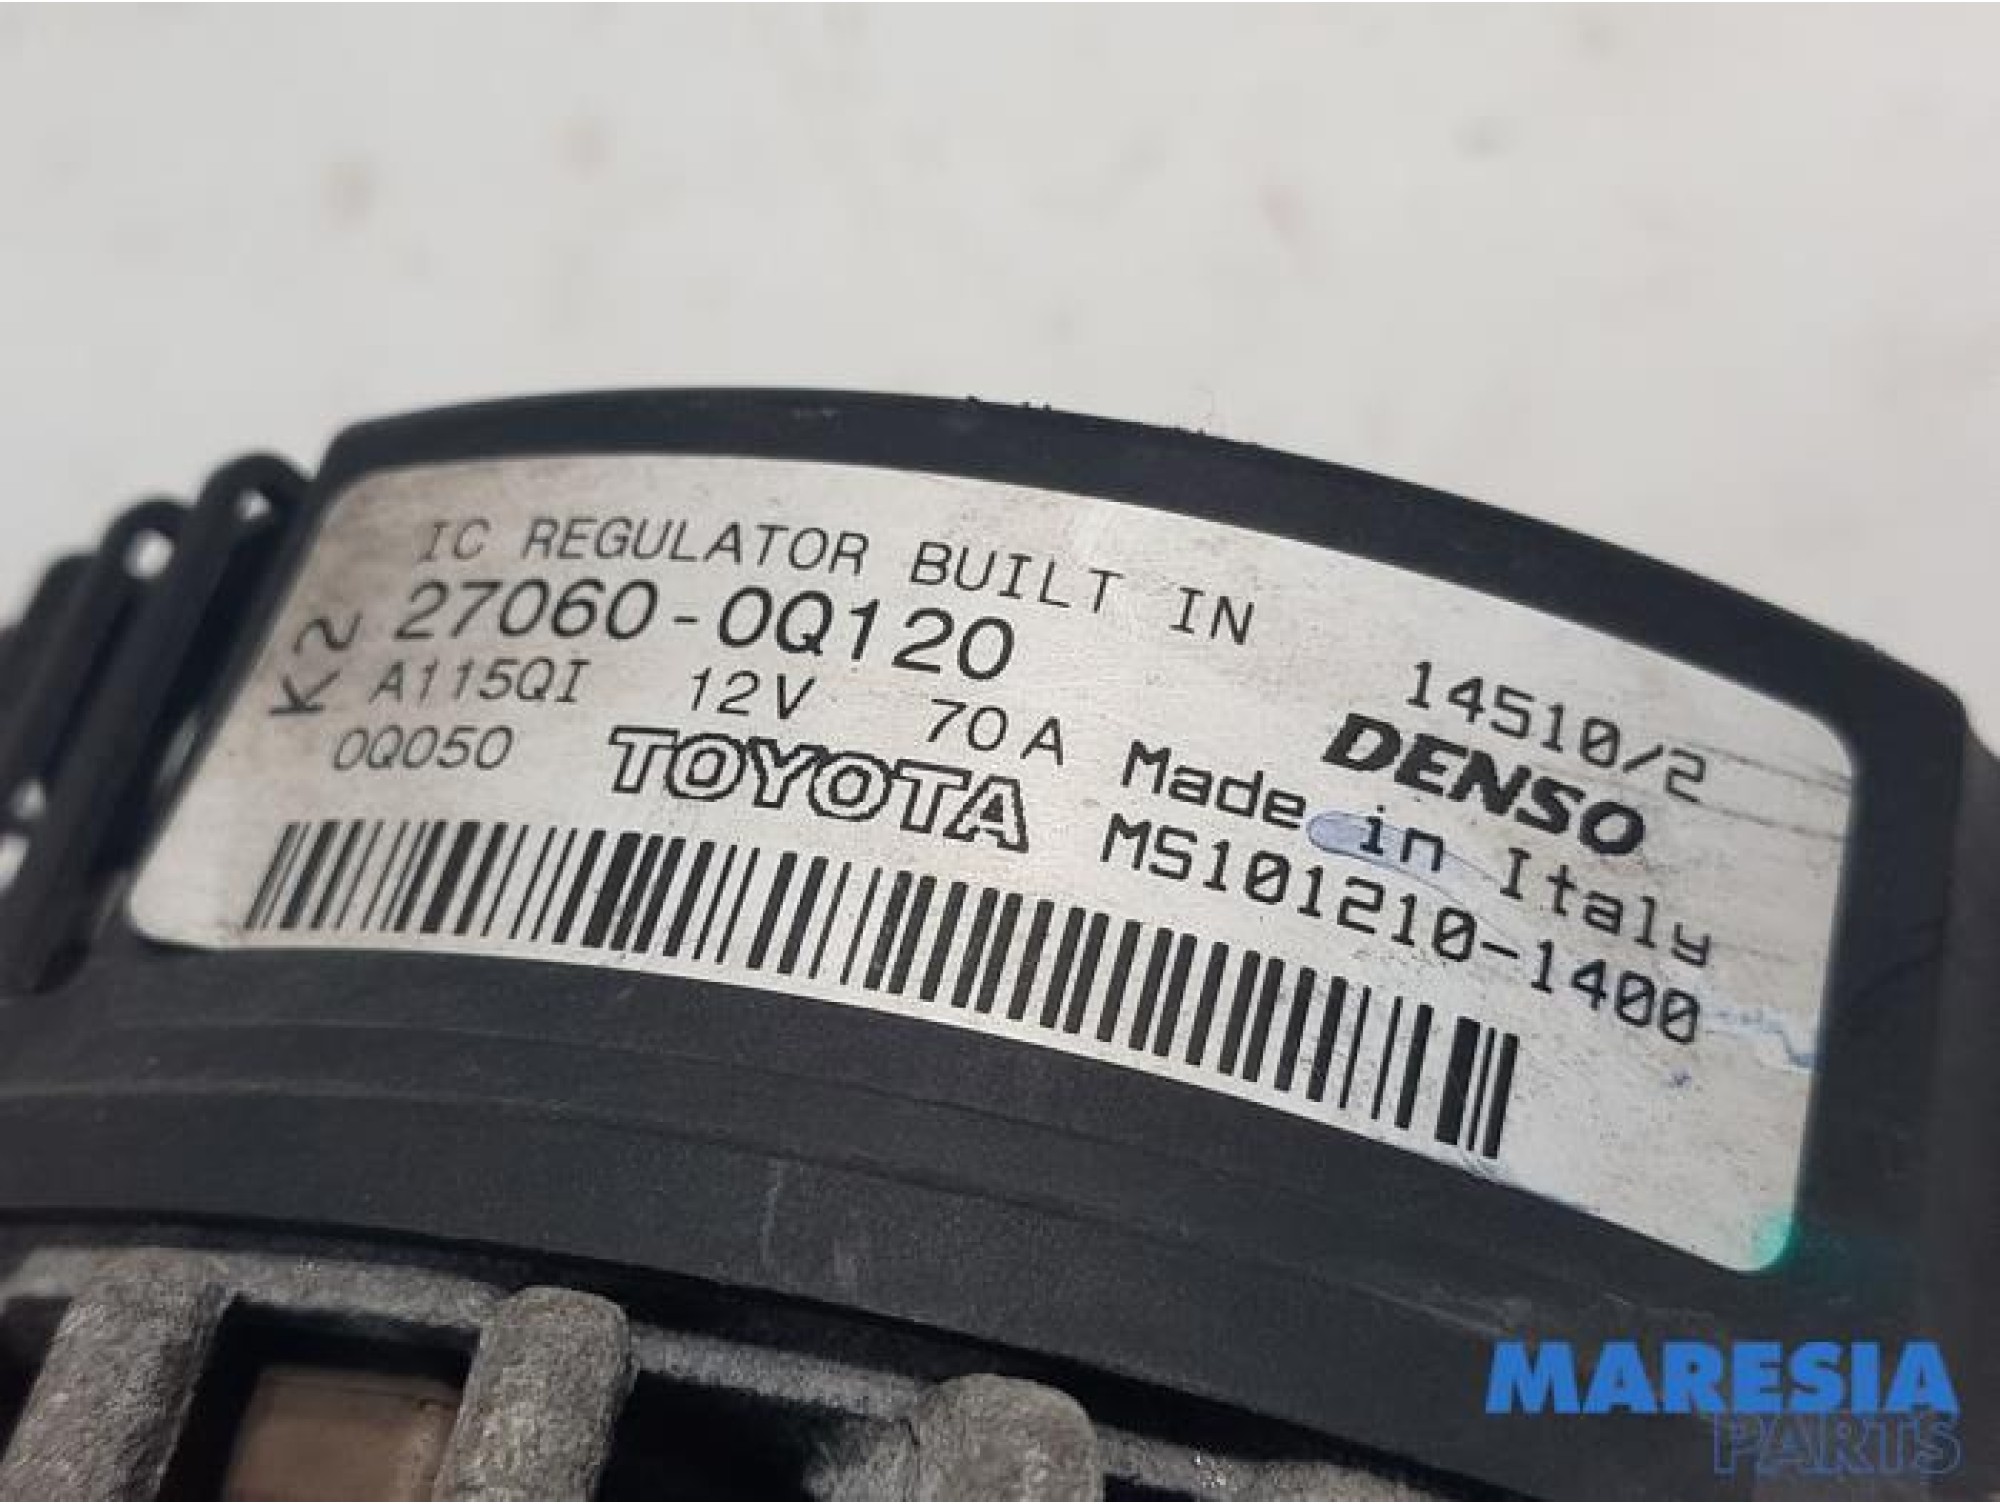 IC REGULATOR BUILT IN
K2
27060-0Q120
14510/2
A115QI 12V 70A
DENSO
0Q050
TOYOTA
Made in Italy
MS101210-1400
MARESIA
PARTS